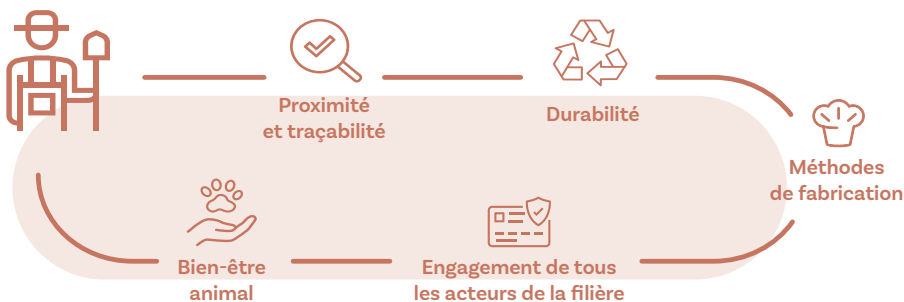 Proximité
et traçabilité
Durabilité
Méthodes
de fabrication
Bien-être
animal
Engagement de tous
les acteurs de la filière